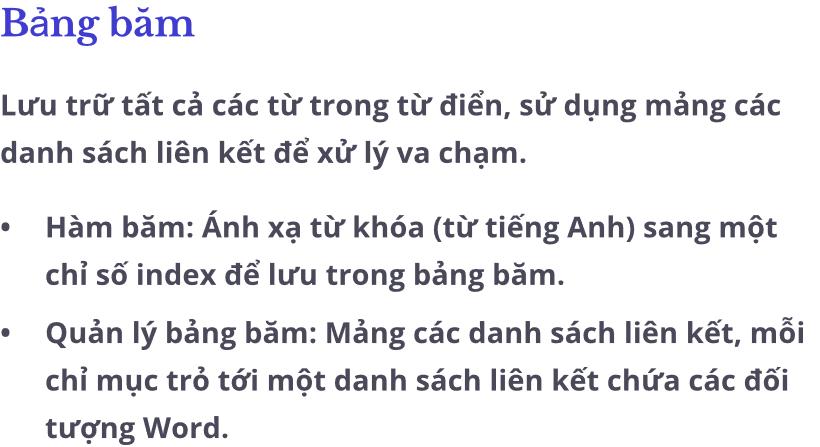 Bảng băm
Lưu trữ tất cả các từ trong từ điển, sử dụng mảng các
danh sách liên kết để xử lý va chạm.
• Hàm băm: Ánh xạ từ khóa (từ tiếng Anh) sang một
chỉ số index để lưu trong bảng băm.
• Quản lý bảng băm: Mảng các danh sách liên kết, mỗi
chỉ mục trỏ tới một danh sách liên kết chứa các đối
tượng Word.